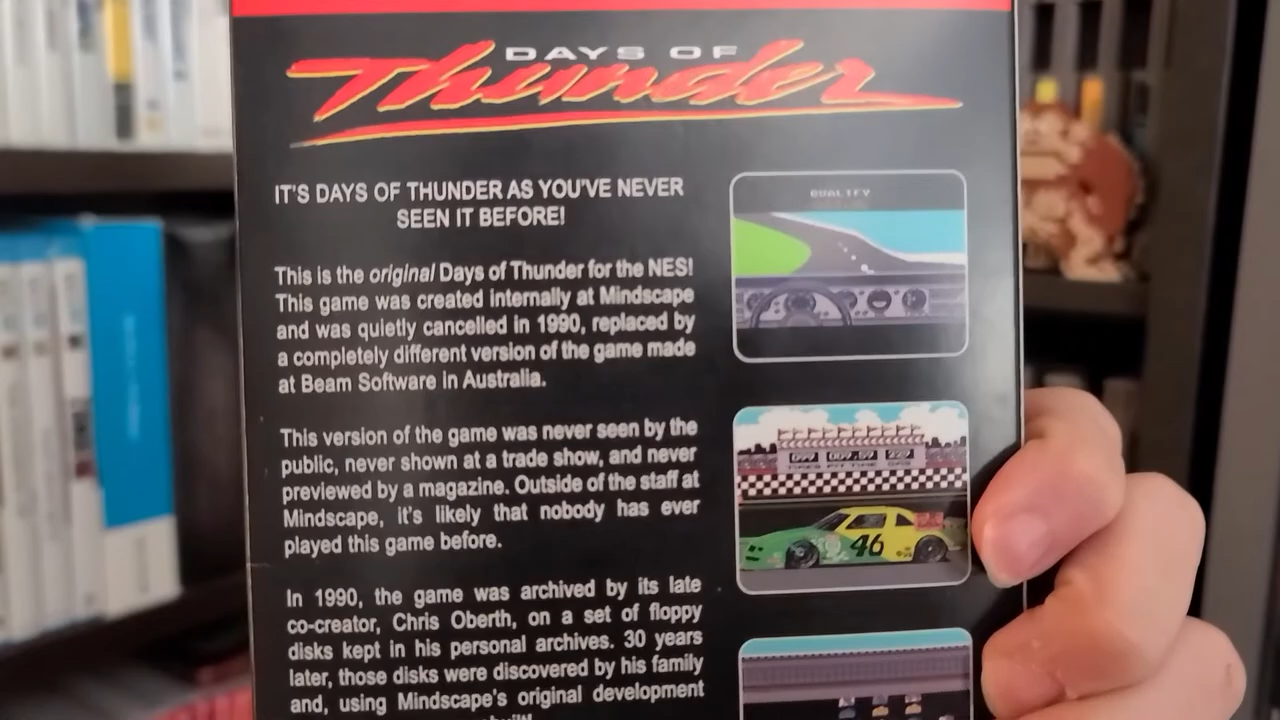 DAYS OF
Thunder
IT'S DAYS OF THUNDER AS YOU'VE NEVER
SEEN IT BEFORE!
This is the original Days of Thunder for the NES!
This game was created internally at Mindscape
and was quietly cancelled in 1990, replaced by
a completely different version of the game made
at Beam Software in Australia.
This version of the game was never seen by the
public, never shown at a trade show, and never
previewed by a magazine. Outside of the staff at
Mindscape, it's likely that nobody has ever
played this game before.
In 1990, the game was archived by its late
co-creator, Chris Oberth, on a set of floppy
disks kept in his personal archives. 30 years
later, those disks were discovered by his family
and, using Mindscape's original development
QUALIFY
46